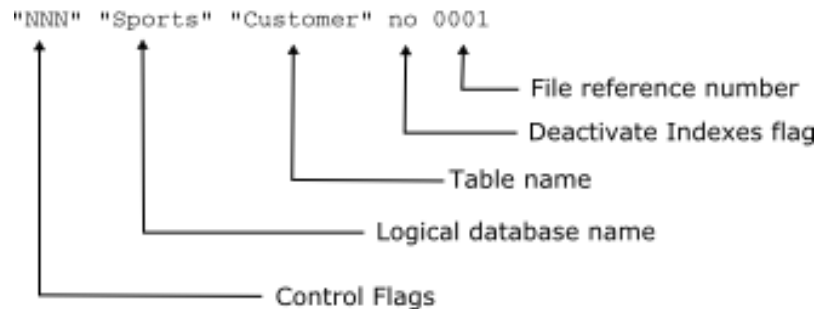 "NNN" "Sports" "Customer" no 0001
File reference number
Deactivate Indexes flag
Table name
Logical database name
Control Flags